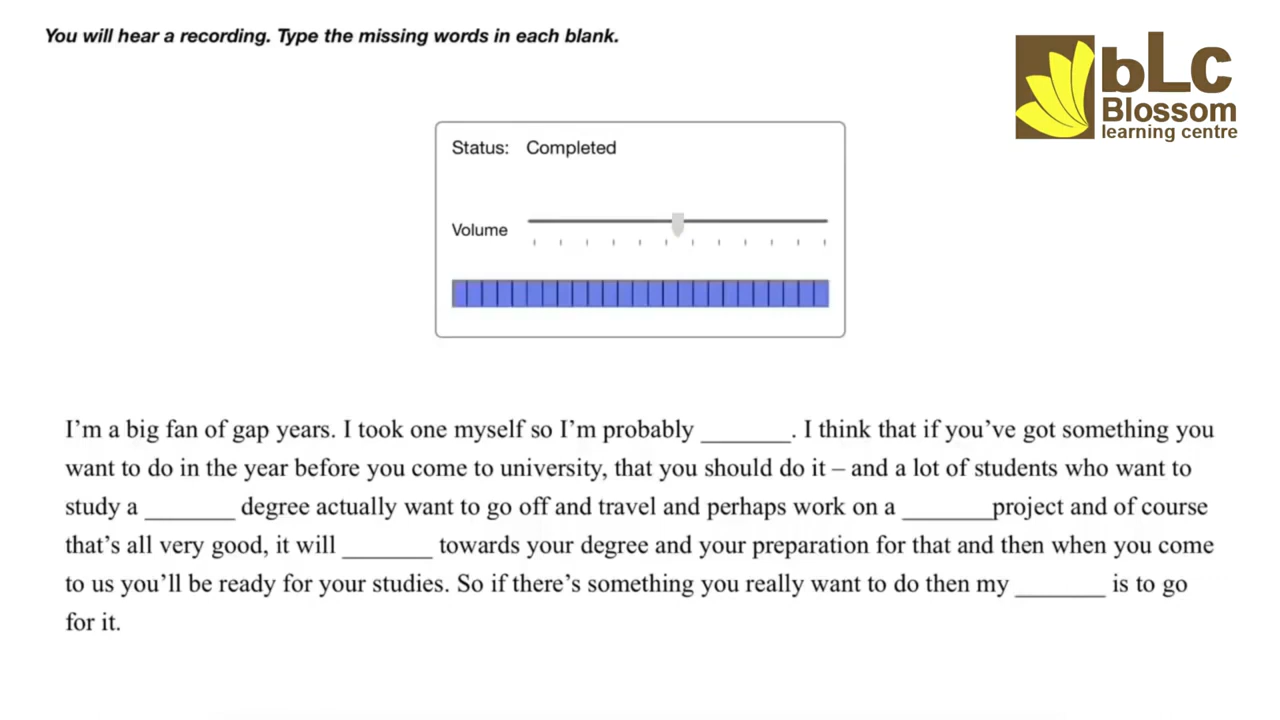 You will hear a recording. Type the missing words in each blank.
bLc
Blossom
learning centre
Status: Completed
Volume
I’m a big fan of gap years. I took one myself so I’m probably _______. I think that if you’ve got something you
want to do in the year before you come to university, that you should do it – and a lot of students who want to
study a _______ degree actually want to go off and travel and perhaps work on a _______project and of course
that’s all very good, it will _______ towards your degree and your preparation for that and then when you come
to us you’ll be ready for your studies. So if there’s something you really want to do then my _______ is to go
for it.